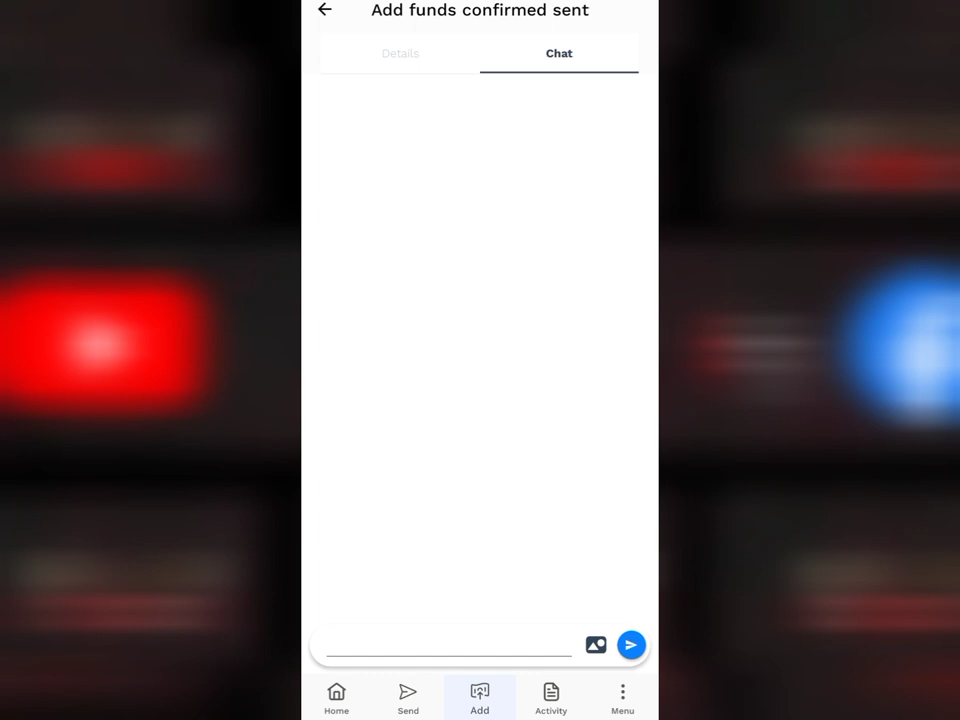 Add funds confirmed sent
Details
Chat
Home
Send
Add
Activity
Menu